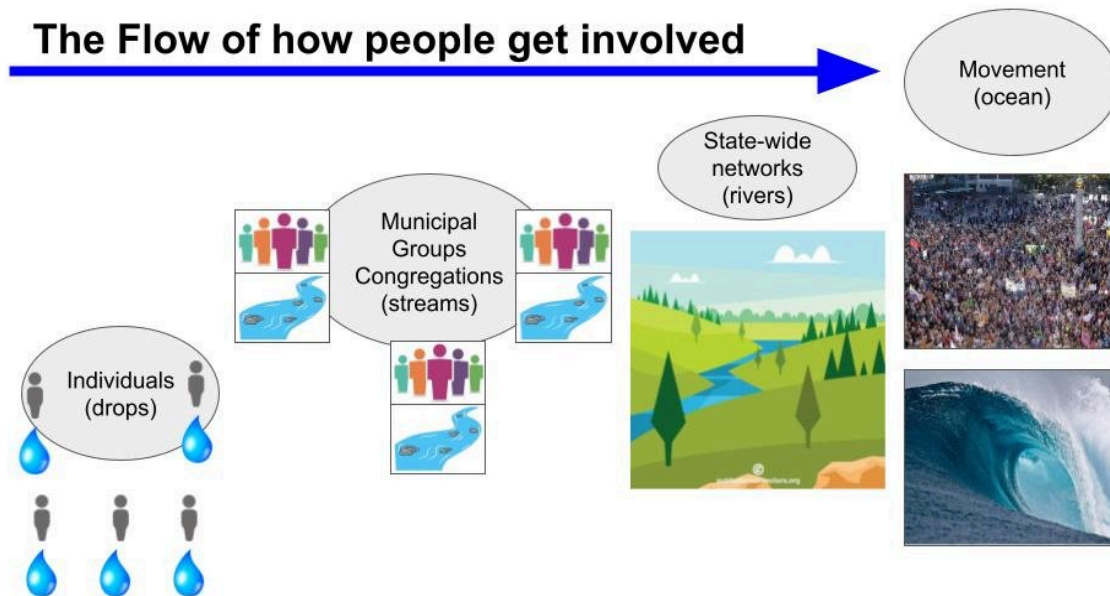 The Flow of how people get involved
Movement
(ocean)
State-wide
networks
(rivers)
Municipal
Groups
Congregations
(streams)
Individuals
(drops)